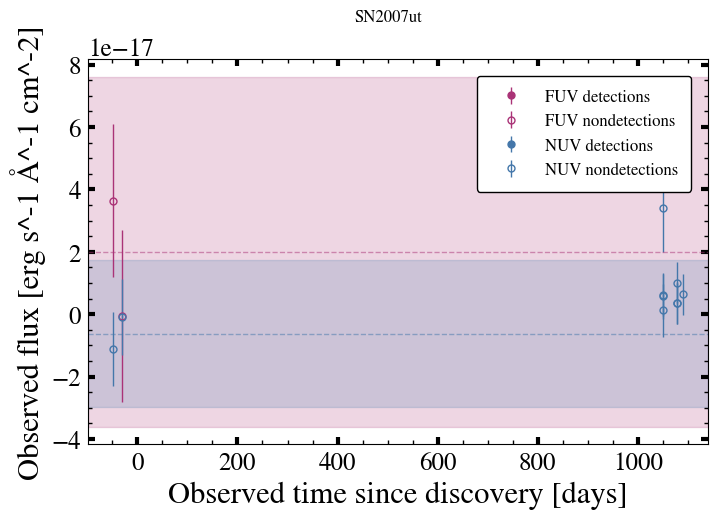 SN2007ut
1e−17
8
6
4
2
0
−2
−4
0 200 400 600 800 1000
Observed time since discovery [days]
Observed flux [erg s^-1 Å^-1 cm^-2]
FUV detections
FUV nondetections
NUV detections
NUV nondetections